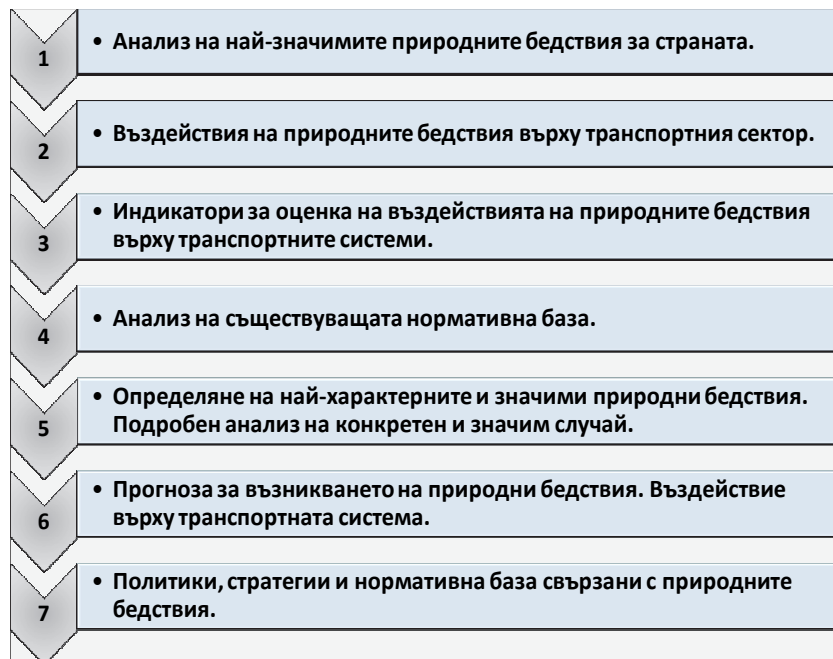 1
• Анализ на най-значимите природните бедствия за страната.
2
• Въздействия на природните бедствия върху транспортния сектор.
3
• Индикатори за оценка на въздействията на природните бедствия
върху транспортните системи.
4
• Анализ на съществуващата нормативна база.
5
• Определяне на най-характерните и значими природни бедствия.
Подробен анализ на конкретен и значим случай.
6
• Прогноза за възникването на природни бедствия. Въздействие
върху транспортната система.
7
• Политики, стратегии и нормативна база свързани с природните
бедствия.